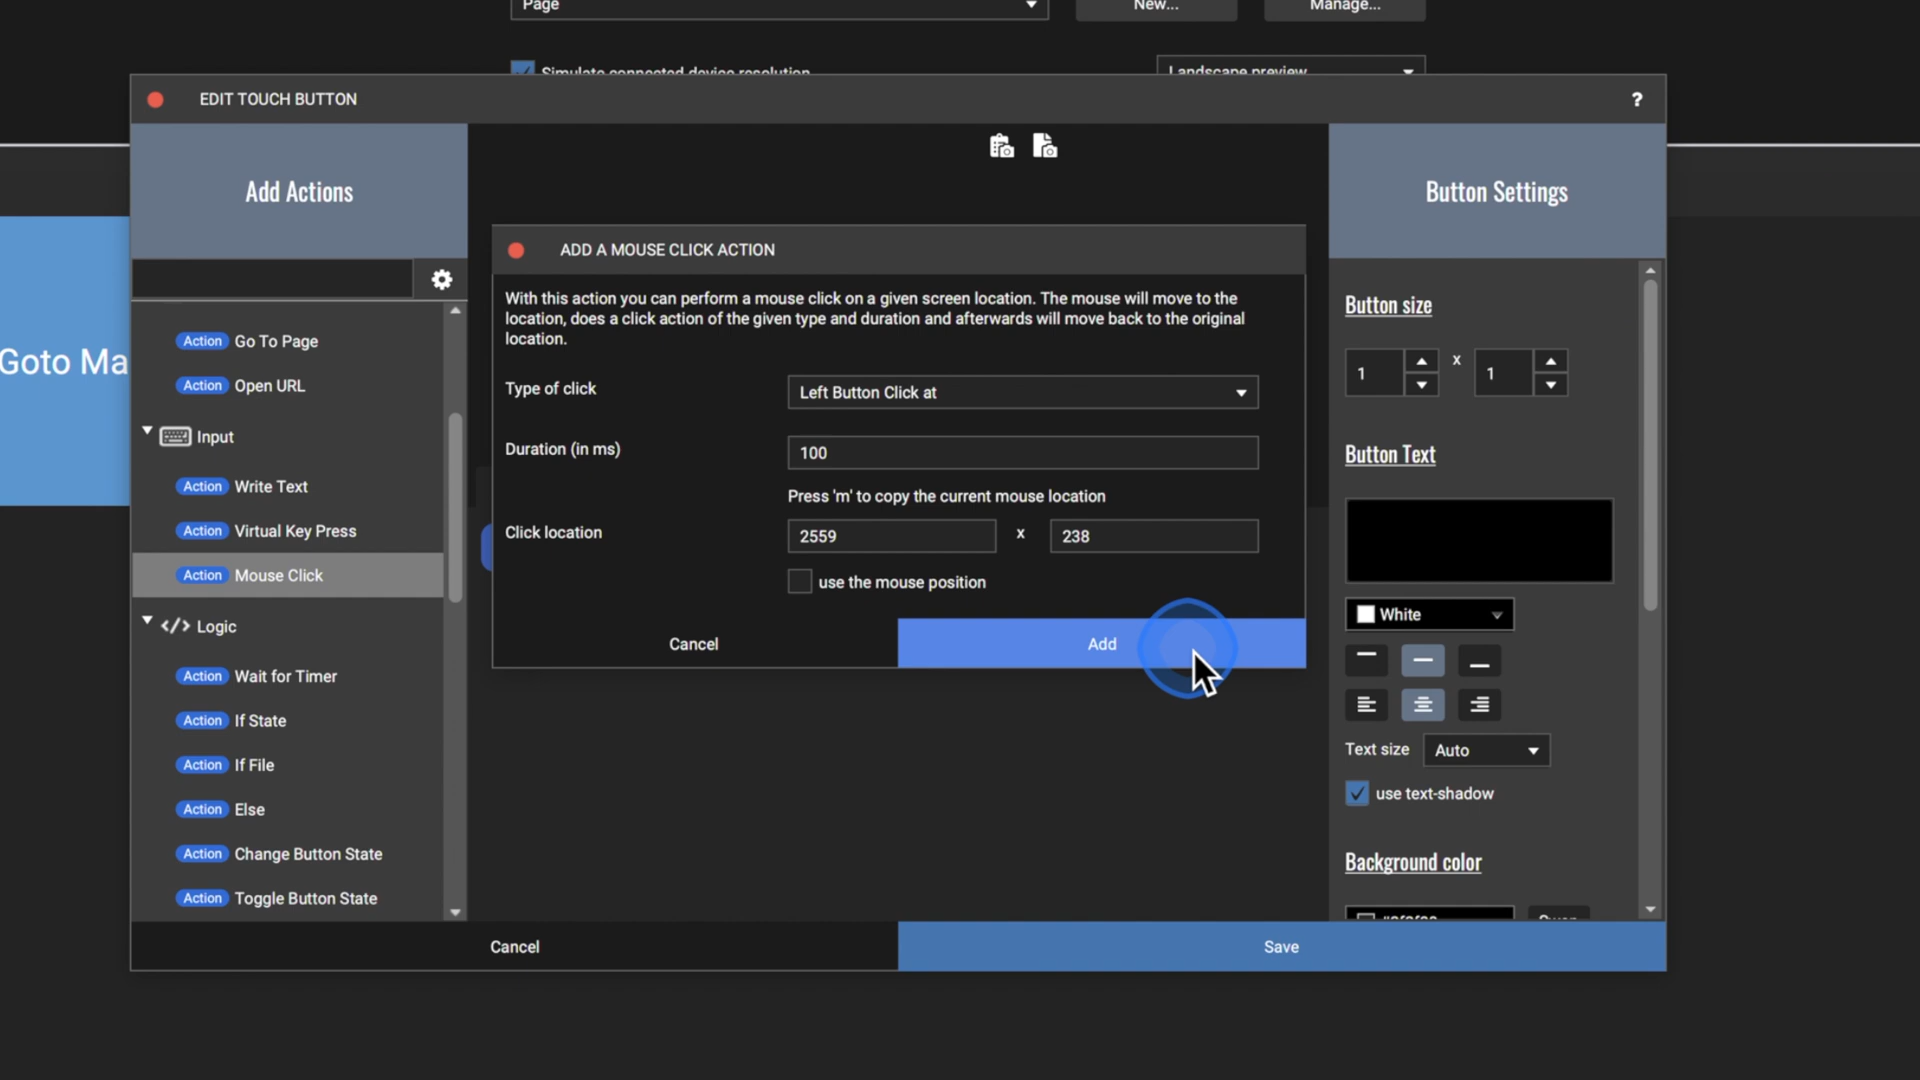 Page
New...
Manage...
Simulate connected device resolution
Landscape preview
EDIT TOUCH BUTTON
?
Add Actions
Button Settings
Goto Ma
Action Go To Page
Action Open URL
Input
Action Write Text
Action Virtual Key Press
Action Mouse Click
Logic
Action Wait for Timer
Action If State
Action If File
Action Else
Action Change Button State
Action Toggle Button State
ADD A MOUSE CLICK ACTION
With this action you can perform a mouse click on a given screen location. The mouse will move to the
location, does a click action of the given type and duration and afterwards will move back to the original
location.
Type of click
Left Button Click at
Duration (in ms)
100
Press 'm' to copy the current mouse location
Click location
2559 x 238
use the mouse position
Cancel
Add
Button size
1 x 1
Button Text
White
Text size Auto
use text-shadow
Background color
Cancel
Save